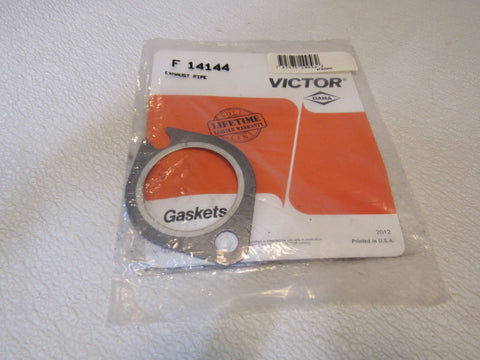 F 14144
EXHAUST PIPE
VICTOR®
DANA
LIFETIME
LIMITED WARRANTY
Gaskets
2012
Printed in U.S.A.